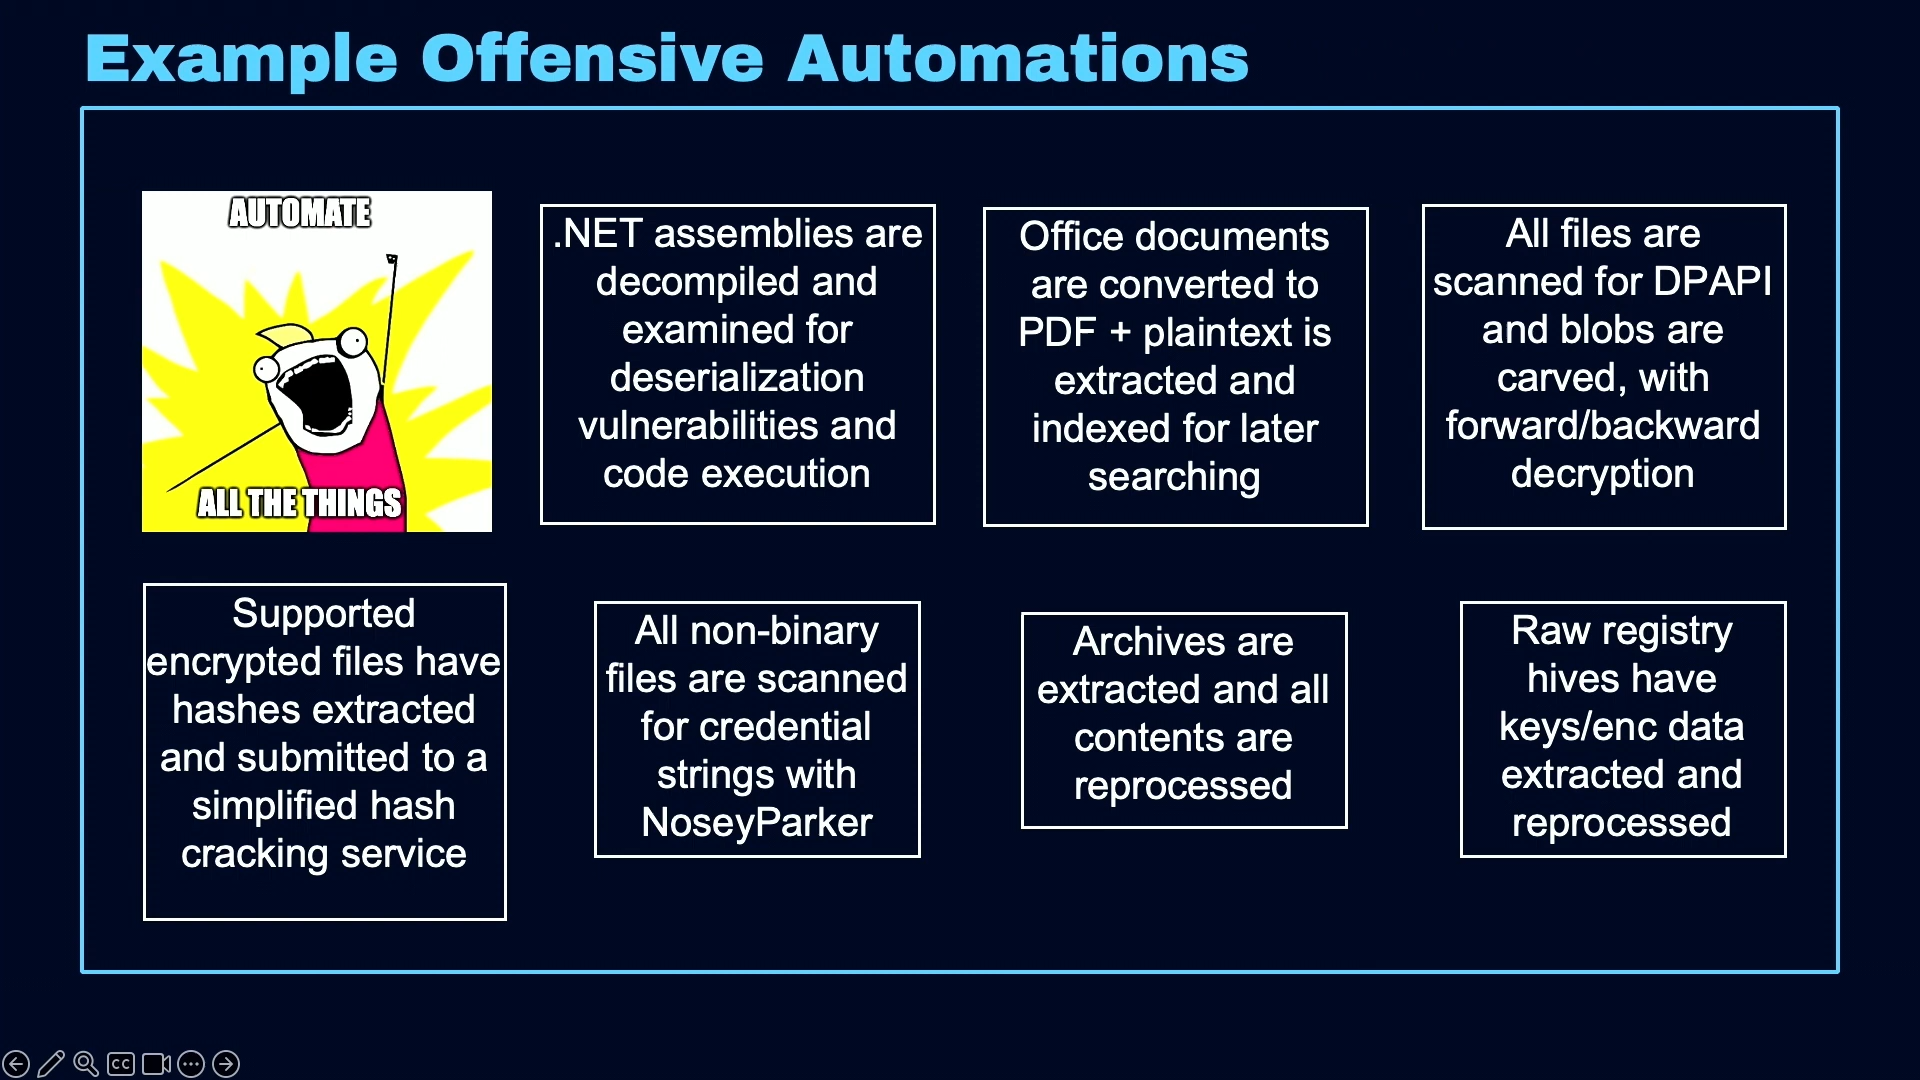 Example Offensive Automations
AUTOMATE
ALL THE THINGS
.NET assemblies are
decompiled and
examined for
deserialization
vulnerabilities and
code execution
Office documents
are converted to
PDF + plaintext is
extracted and
indexed for later
searching
All files are
scanned for DPAPI
and blobs are
carved, with
forward/backward
decryption
Supported
encrypted files have
hashes extracted
and submitted to a
simplified hash
cracking service
All non-binary
files are scanned
for credential
strings with
NoseyParker
Archives are
extracted and all
contents are
reprocessed
Raw registry
hives have
keys/enc data
extracted and
reprocessed
CC